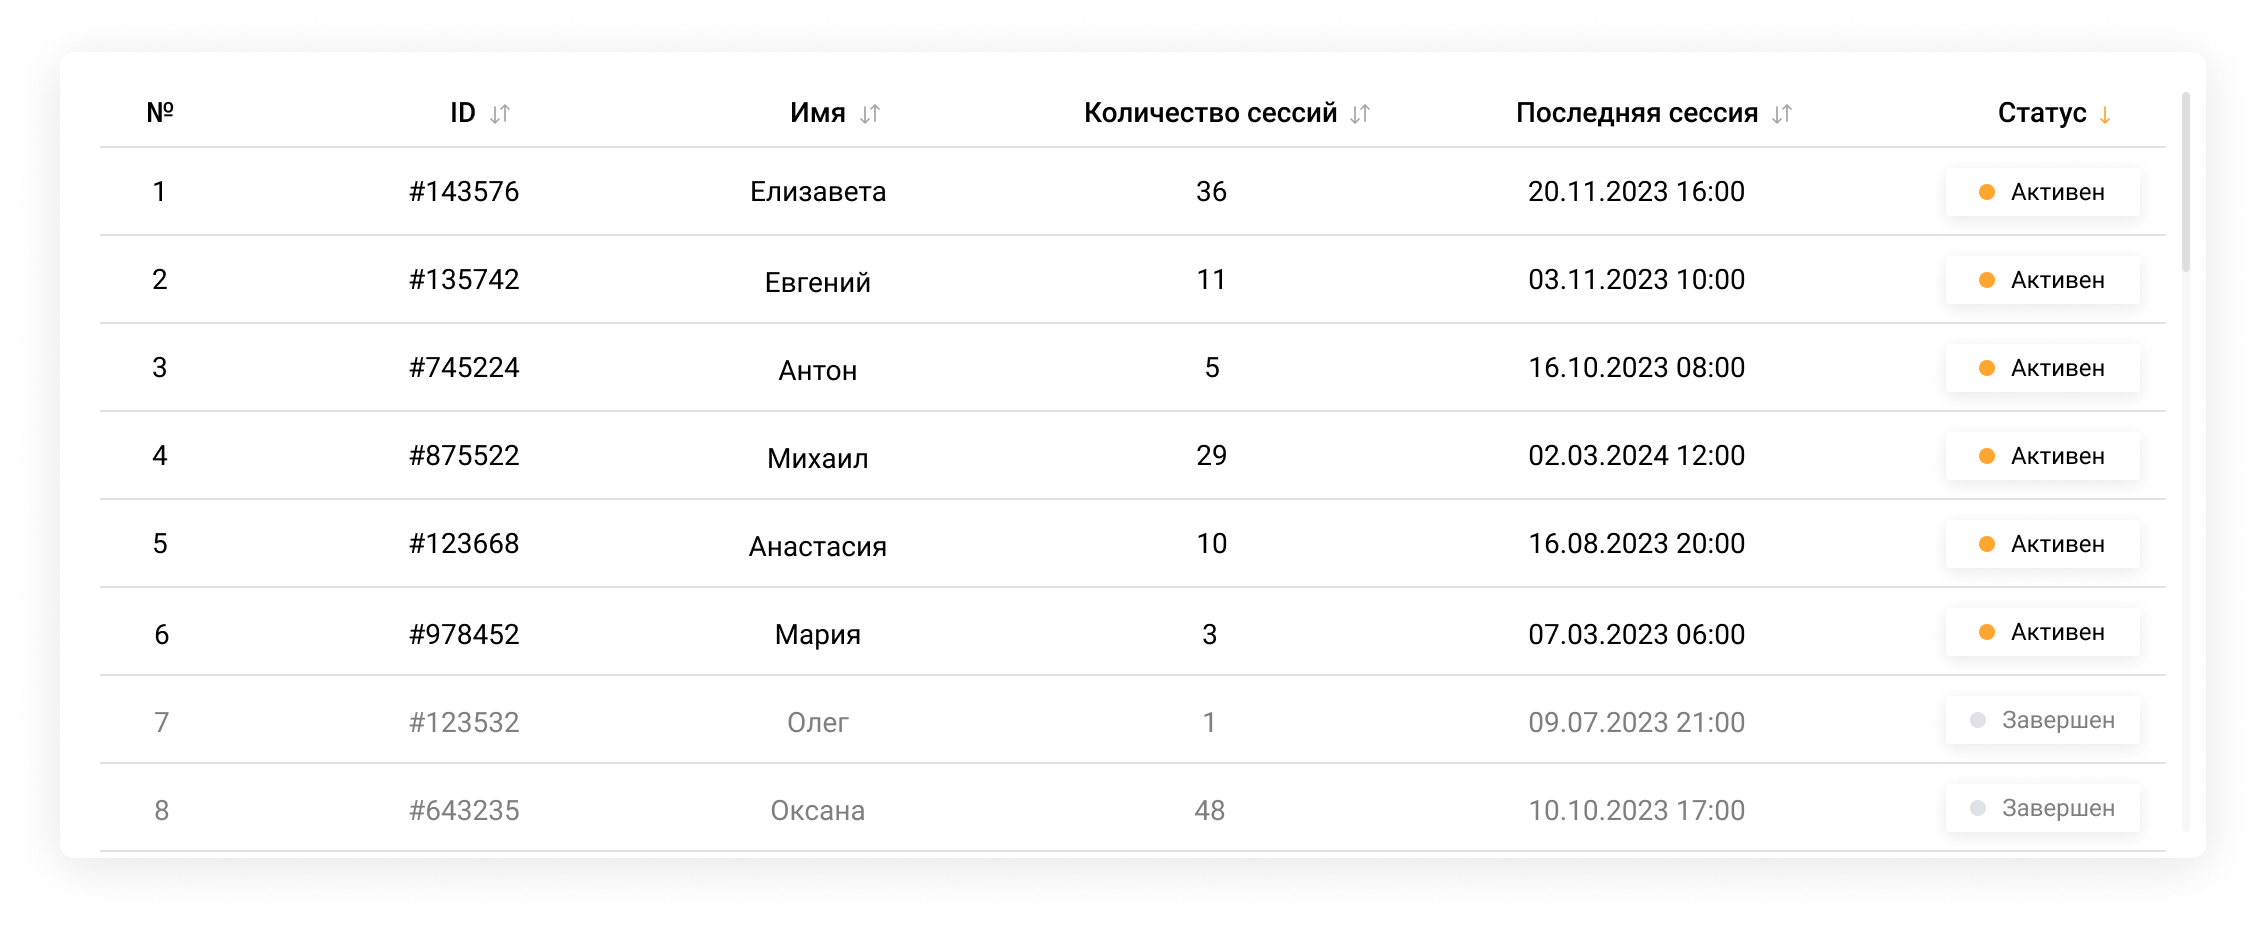 № ID Имя Количество сессий Последняя сессия Статус
1 #143576 Елизавета 36 20.11.2023 16:00 Активен
2 #135742 Евгений 11 03.11.2023 10:00 Активен
3 #745224 Антон 5 16.10.2023 08:00 Активен
4 #875522 Михаил 29 02.03.2024 12:00 Активен
5 #123668 Анастасия 10 16.08.2023 20:00 Активен
6 #978452 Мария 3 07.03.2023 06:00 Активен
7 #123532 Олег 1 09.07.2023 21:00 Завершен
8 #643235 Оксана 48 10.10.2023 17:00 Завершен